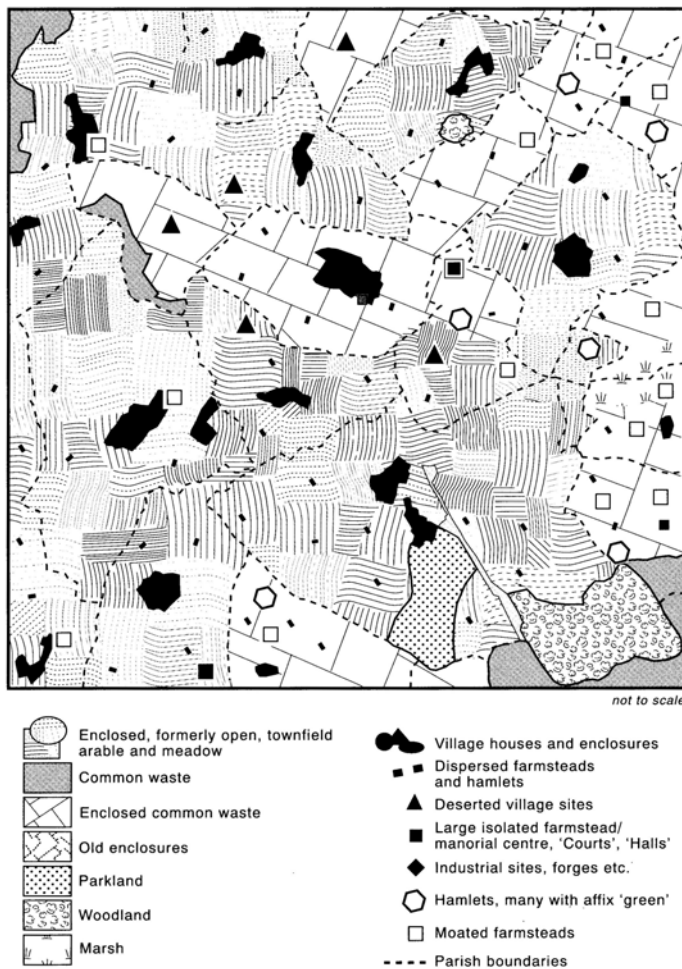 not to scale
Enclosed, formerly open, townfield
arable and meadow
Common waste
Enclosed common waste
Old enclosures
Parkland
Woodland
Marsh
Village houses and enclosures
Dispersed farmsteads
and hamlets
Deserted village sites
Large isolated farmstead/
manorial centre, 'Courts', 'Halls'
Industrial sites, forges etc.
Hamlets, many with affix 'green'
Moated farmsteads
Parish boundaries